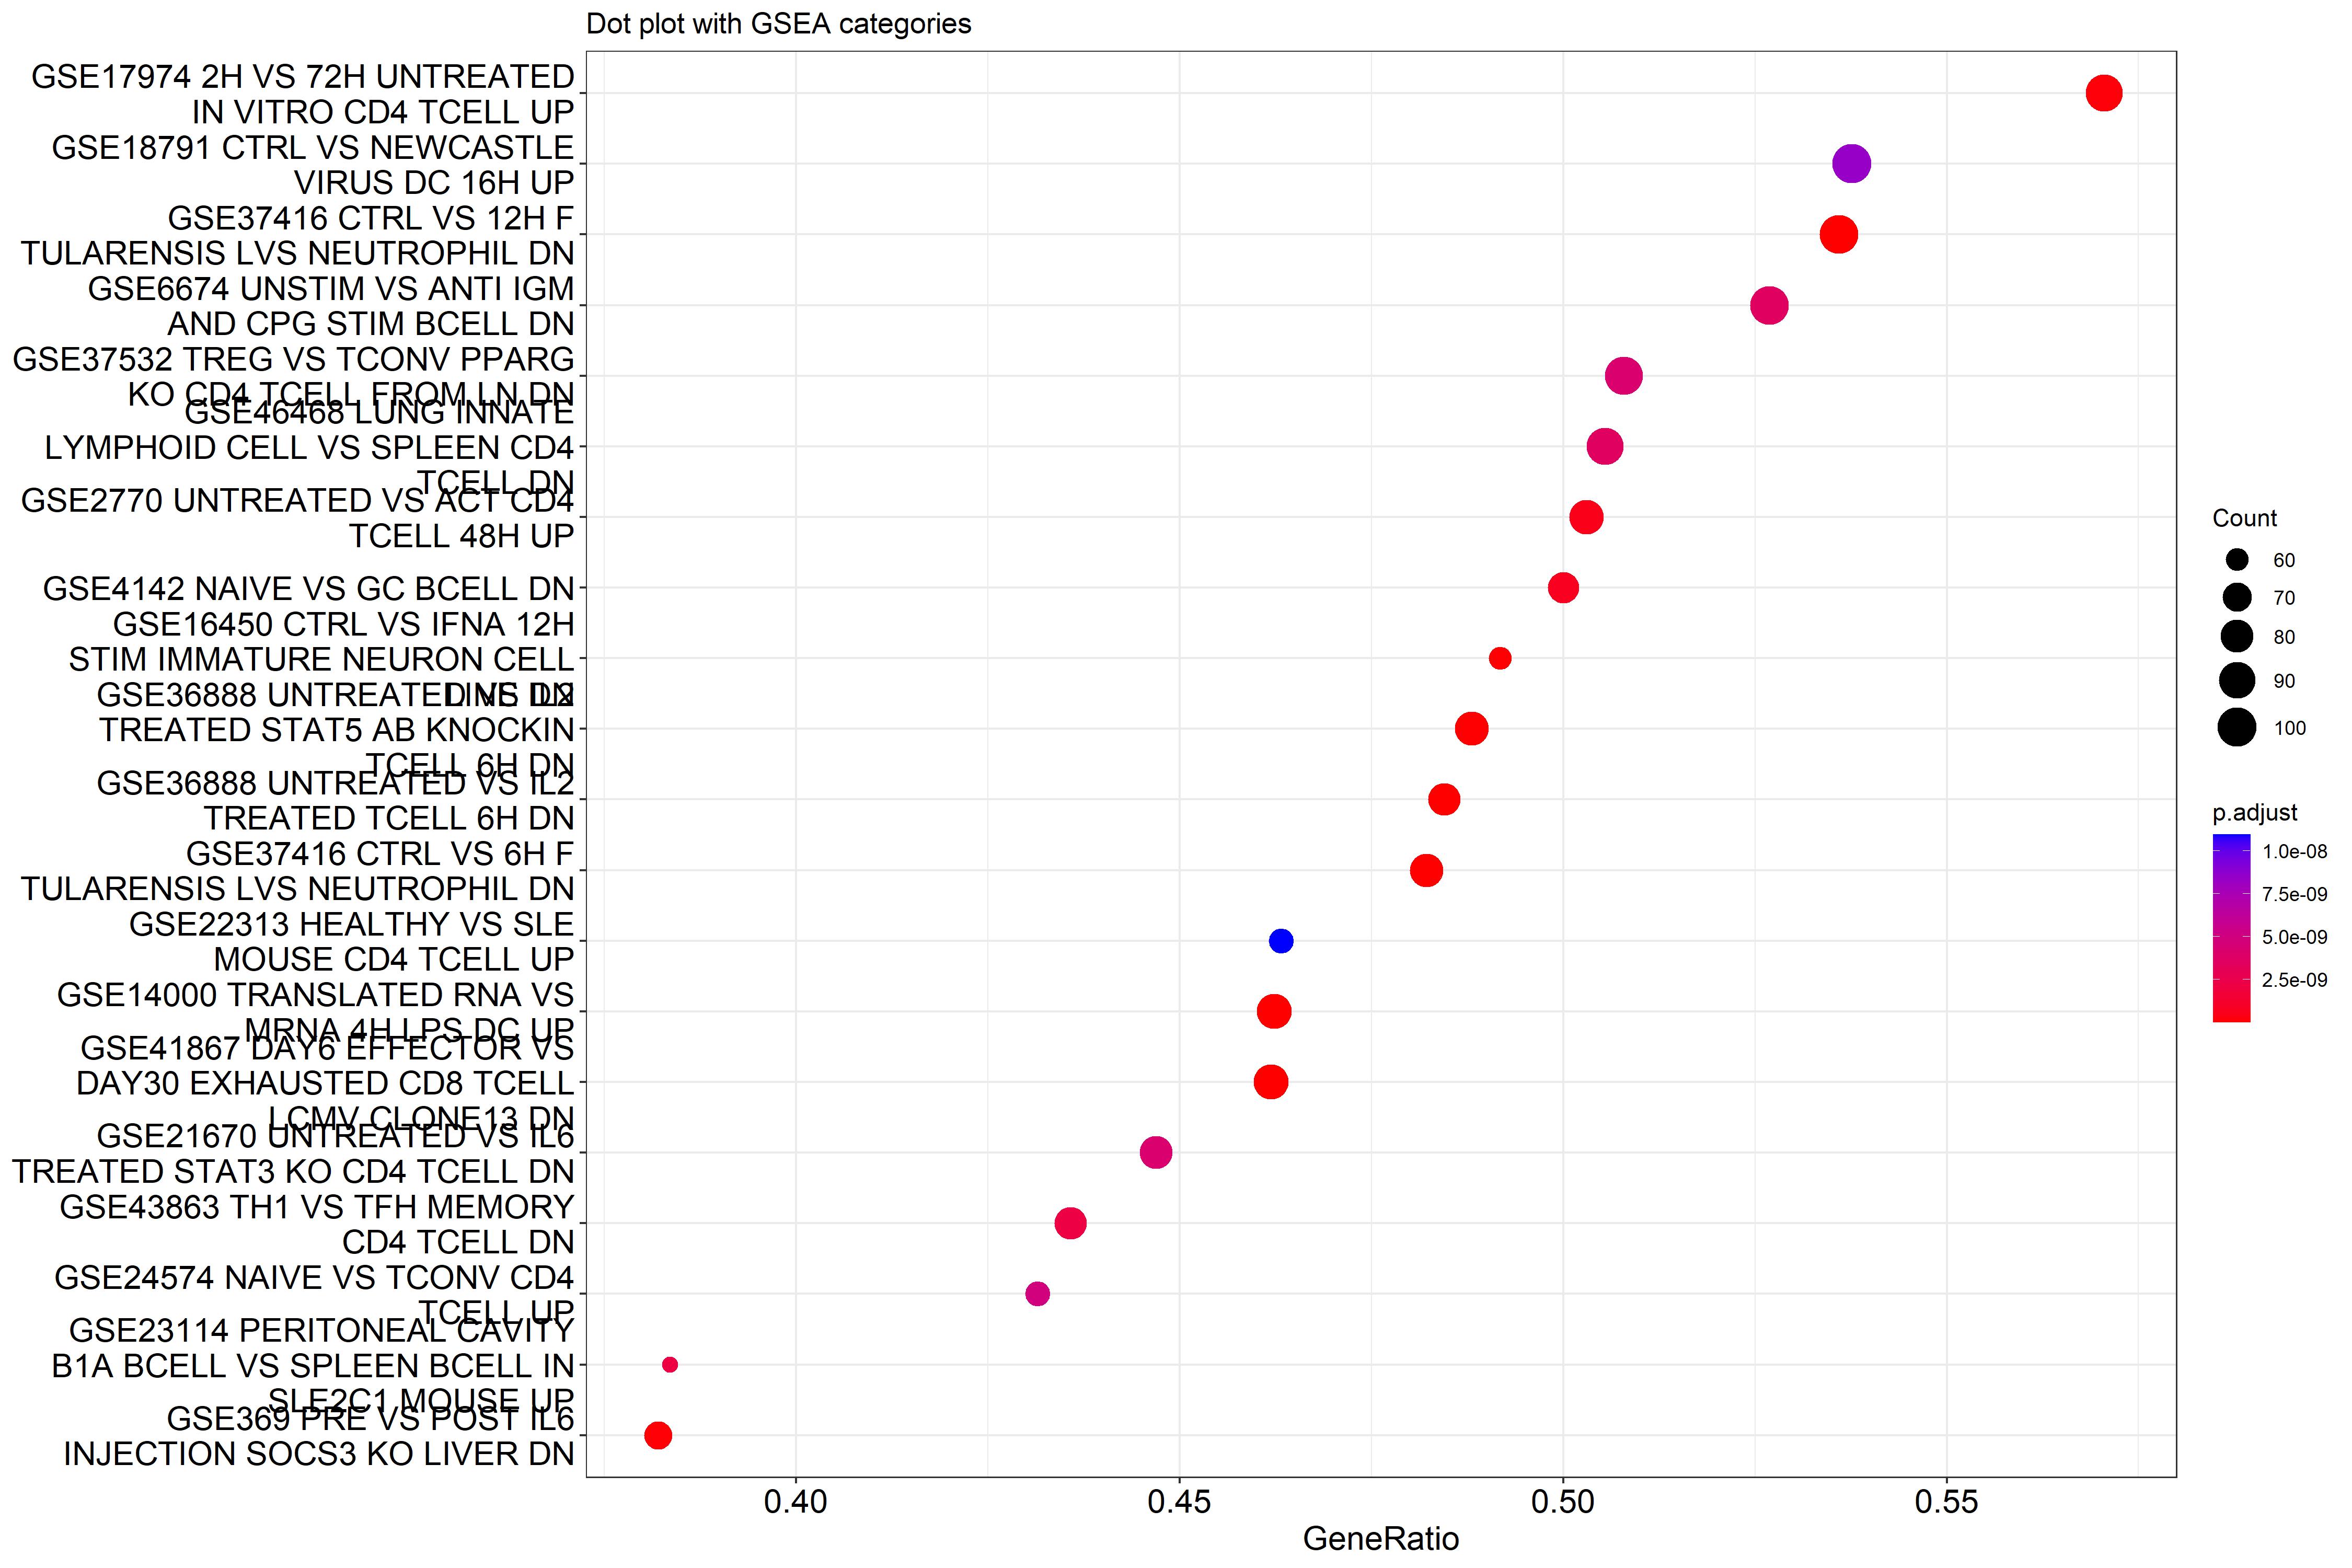 Dot plot with GSEA categories
GSE17974 2H VS 72H UNTREATED
IN VITRO CD4 TCELL UP
GSE18791 CTRL VS NEWCASTLE
VIRUS DC 16H UP
GSE37416 CTRL VS 12H F
TULARENSIS LVS NEUTROPHIL DN
GSE6674 UNSTIM VS ANTI IGM
AND CPG STIM BCELL DN
GSE37532 TREG VS TCONV PPARG
KO CD4 TCELL FROM LN DN
GSE46468 LUNG INNATE
LYMPHOID CELL VS SPLEEN CD4
TCELL DN
GSE2770 UNTREATED VS ACT CD4
TCELL 48H UP
GSE4142 NAIVE VS GC BCELL DN
GSE16450 CTRL VS IFNA 12H
STIM IMMATURE NEURON CELL
LINE DN
GSE36888 UNTREATED VS IL2
TREATED STAT5 AB KNOCKIN
TCELL 6H DN
GSE36888 UNTREATED VS IL2
TREATED TCELL 6H DN
GSE37416 CTRL VS 6H F
TULARENSIS LVS NEUTROPHIL DN
GSE22313 HEALTHY VS SLE
MOUSE CD4 TCELL UP
GSE14000 TRANSLATED RNA VS
MRNA 4H LPS DC UP
GSE41867 DAY6 EFFECTOR VS
DAY30 EXHAUSTED CD8 TCELL
LCMV CLONE13 DN
GSE21670 UNTREATED VS IL6
TREATED STAT3 KO CD4 TCELL DN
GSE43863 TH1 VS TFH MEMORY
CD4 TCELL DN
GSE24574 NAIVE VS TCONV CD4
TCELL UP
GSE23114 PERITONEAL CAVITY
B1A BCELL VS SPLEEN BCELL IN
SLE2C1 MOUSE UP
GSE369 PRE VS POST IL6
INJECTION SOCS3 KO LIVER DN
0.40 0.45 0.50 0.55
GeneRatio
Count
60
70
80
90
100
p.adjust
1.0e-08
7.5e-09
5.0e-09
2.5e-09